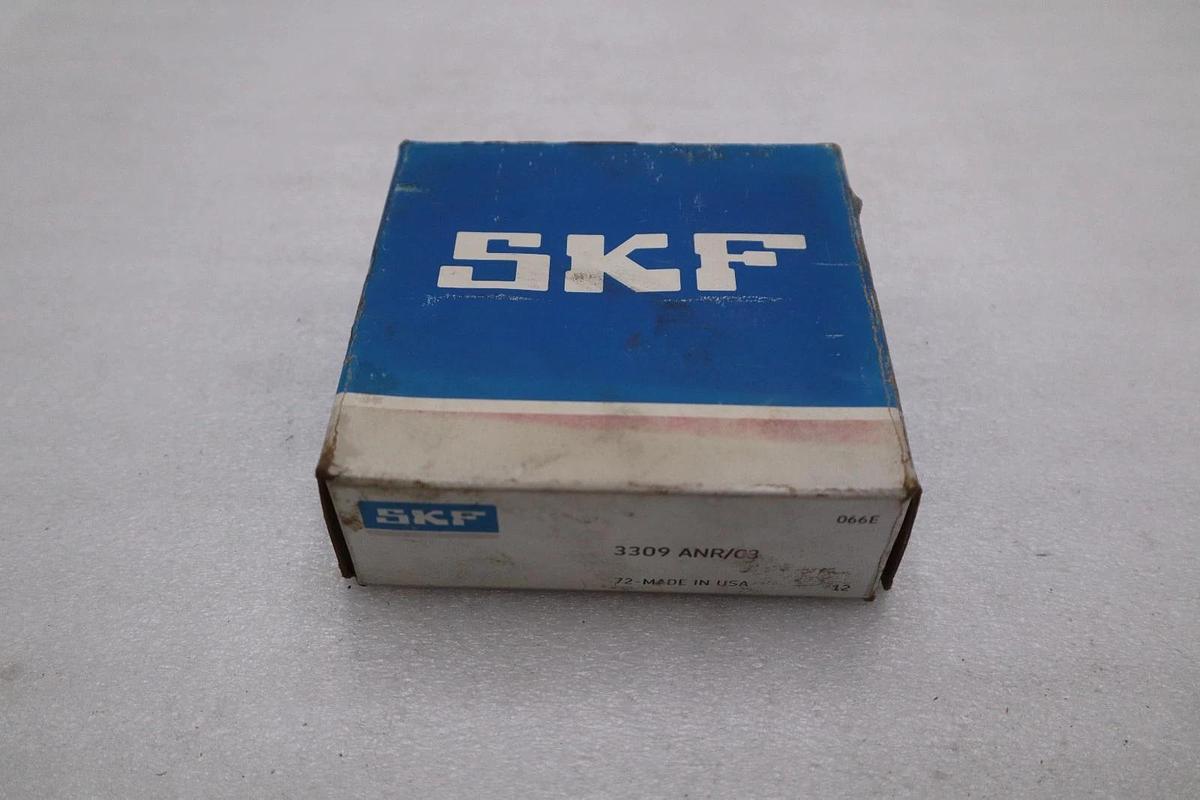 SKF
SKF
066E
3309 ANR/C3
72-MADE IN USA
12